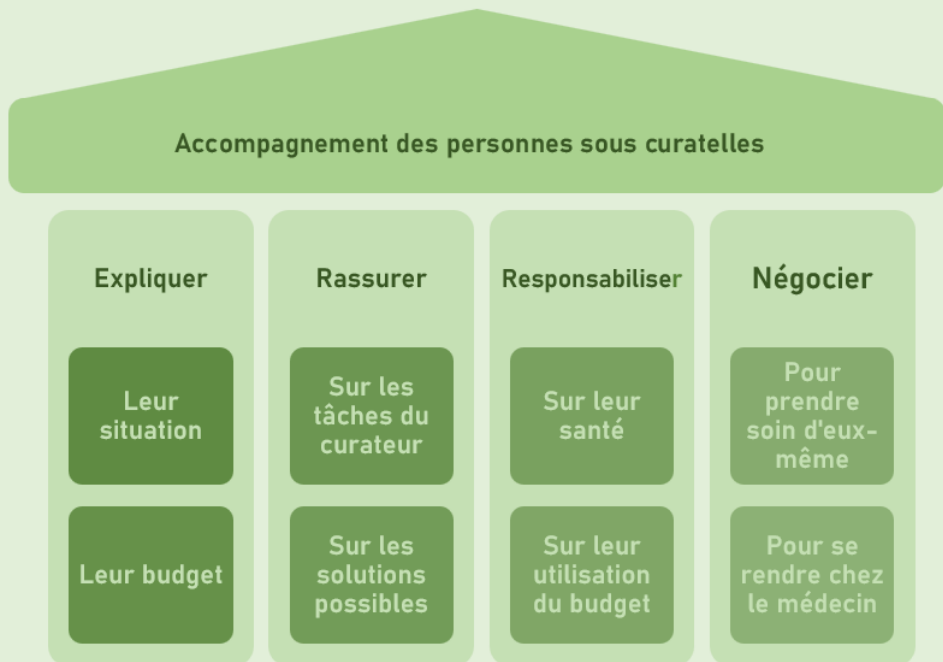 Accompagnement des personnes sous curatelles
Expliquer
Leur
situation
Leur budget
Rassurer
Sur les
tâches du
curateur
Sur les
solutions
possibles
Responsabiliser
Sur leur
santé
Sur leur
utilisation
du budget
Négocier
Pour
prendre
soin d'eux-
même
Pour se
rendre chez
le médecin